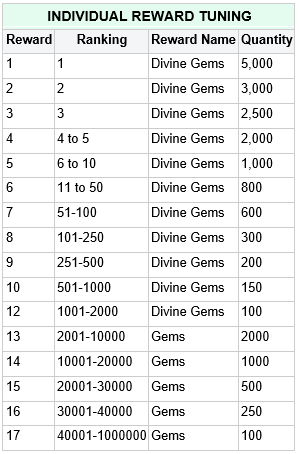 INDIVIDUAL REWARD TUNING
Reward Ranking Reward Name Quantity
1 1 Divine Gems 5,000
2 2 Divine Gems 3,000
3 3 Divine Gems 2,500
4 4 to 5 Divine Gems 2,000
5 6 to 10 Divine Gems 1,000
6 11 to 50 Divine Gems 800
7 51-100 Divine Gems 600
8 101-250 Divine Gems 300
9 251-500 Divine Gems 200
10 501-1000 Divine Gems 150
12 1001-2000 Divine Gems 100
13 2001-10000 Gems 2000
14 10001-20000 Gems 1000
15 20001-30000 Gems 500
16 30001-40000 Gems 250
17 40001-1000000 Gems 100